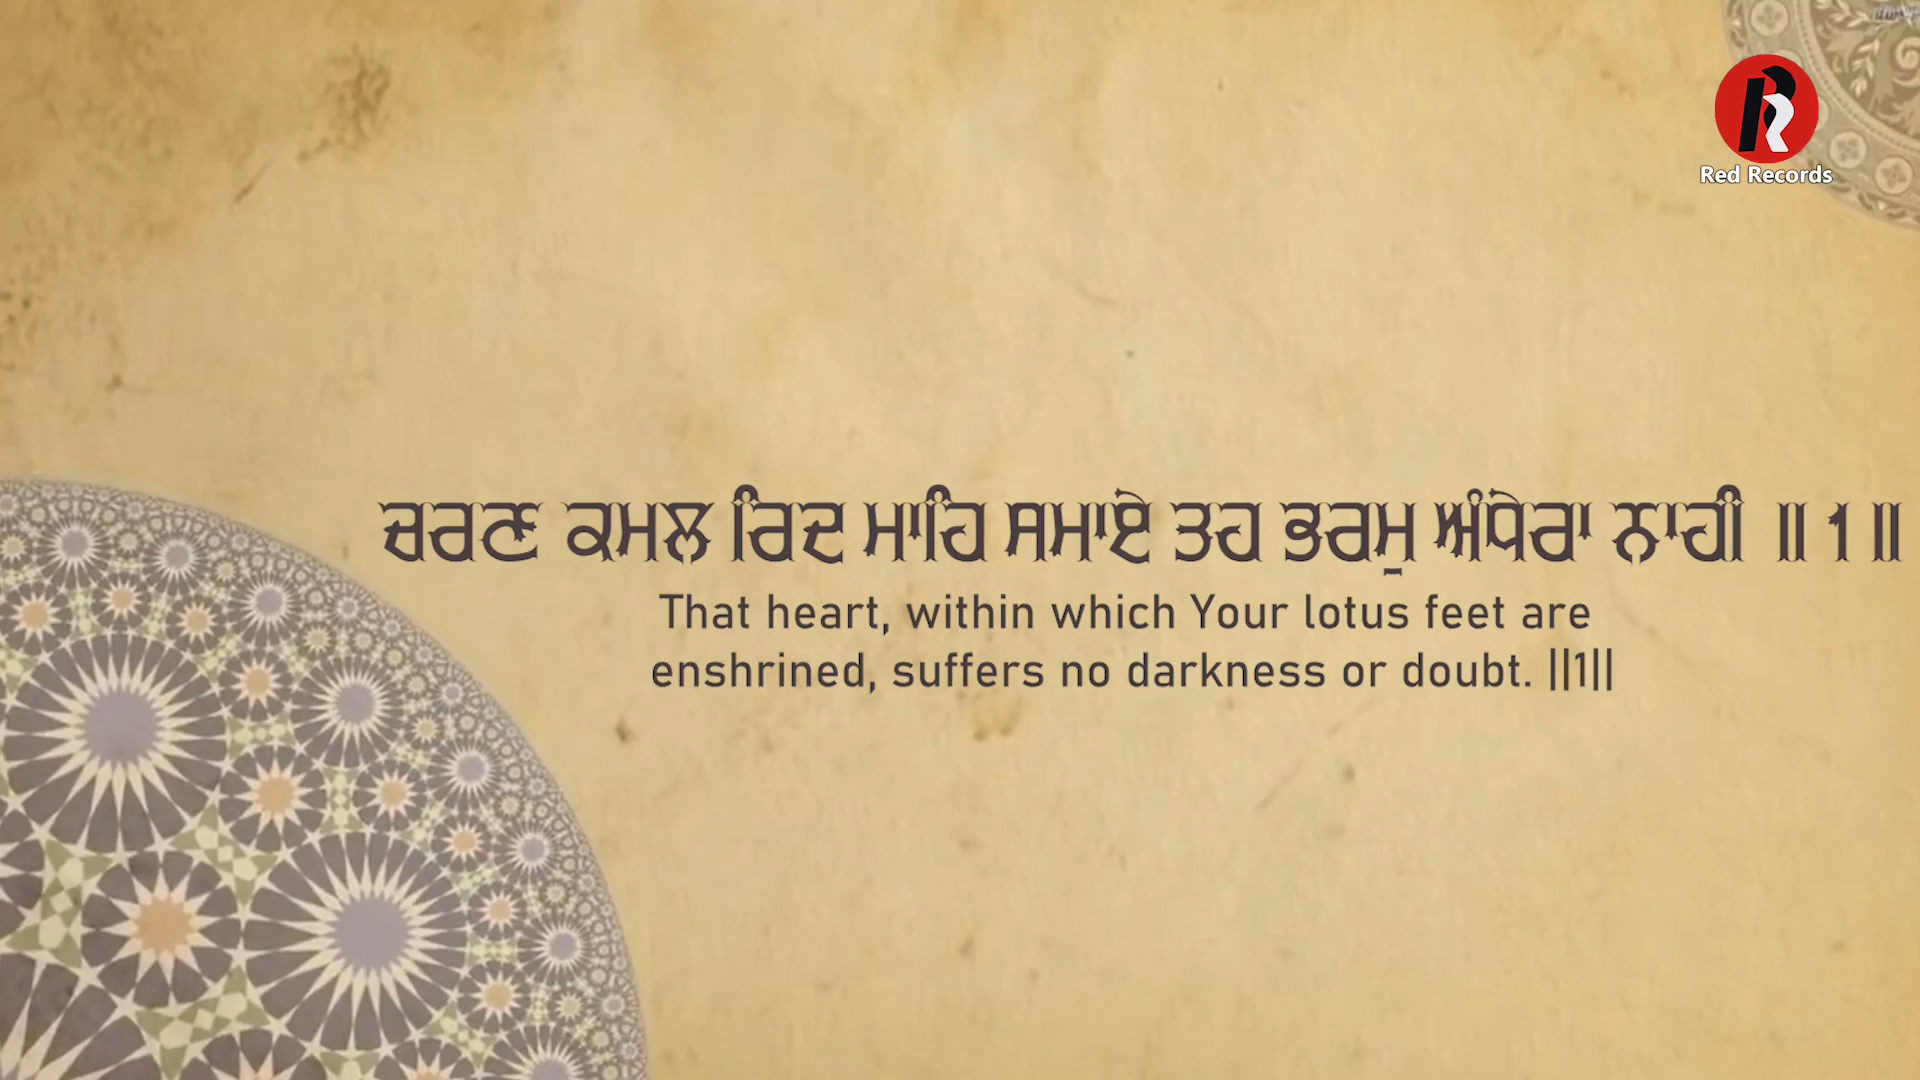 Red Records
ਚਰਣ ਕਮਲ ਰਿਦ ਮਾਹਿ ਸਮਾਏ ਤਹ ਭਰਮੁ ਅੰਧੇਰਾ ਨਾਹੀ ॥ 1 ॥
That heart, within which Your lotus feet are
enshrined, suffers no darkness or doubt. ||1||